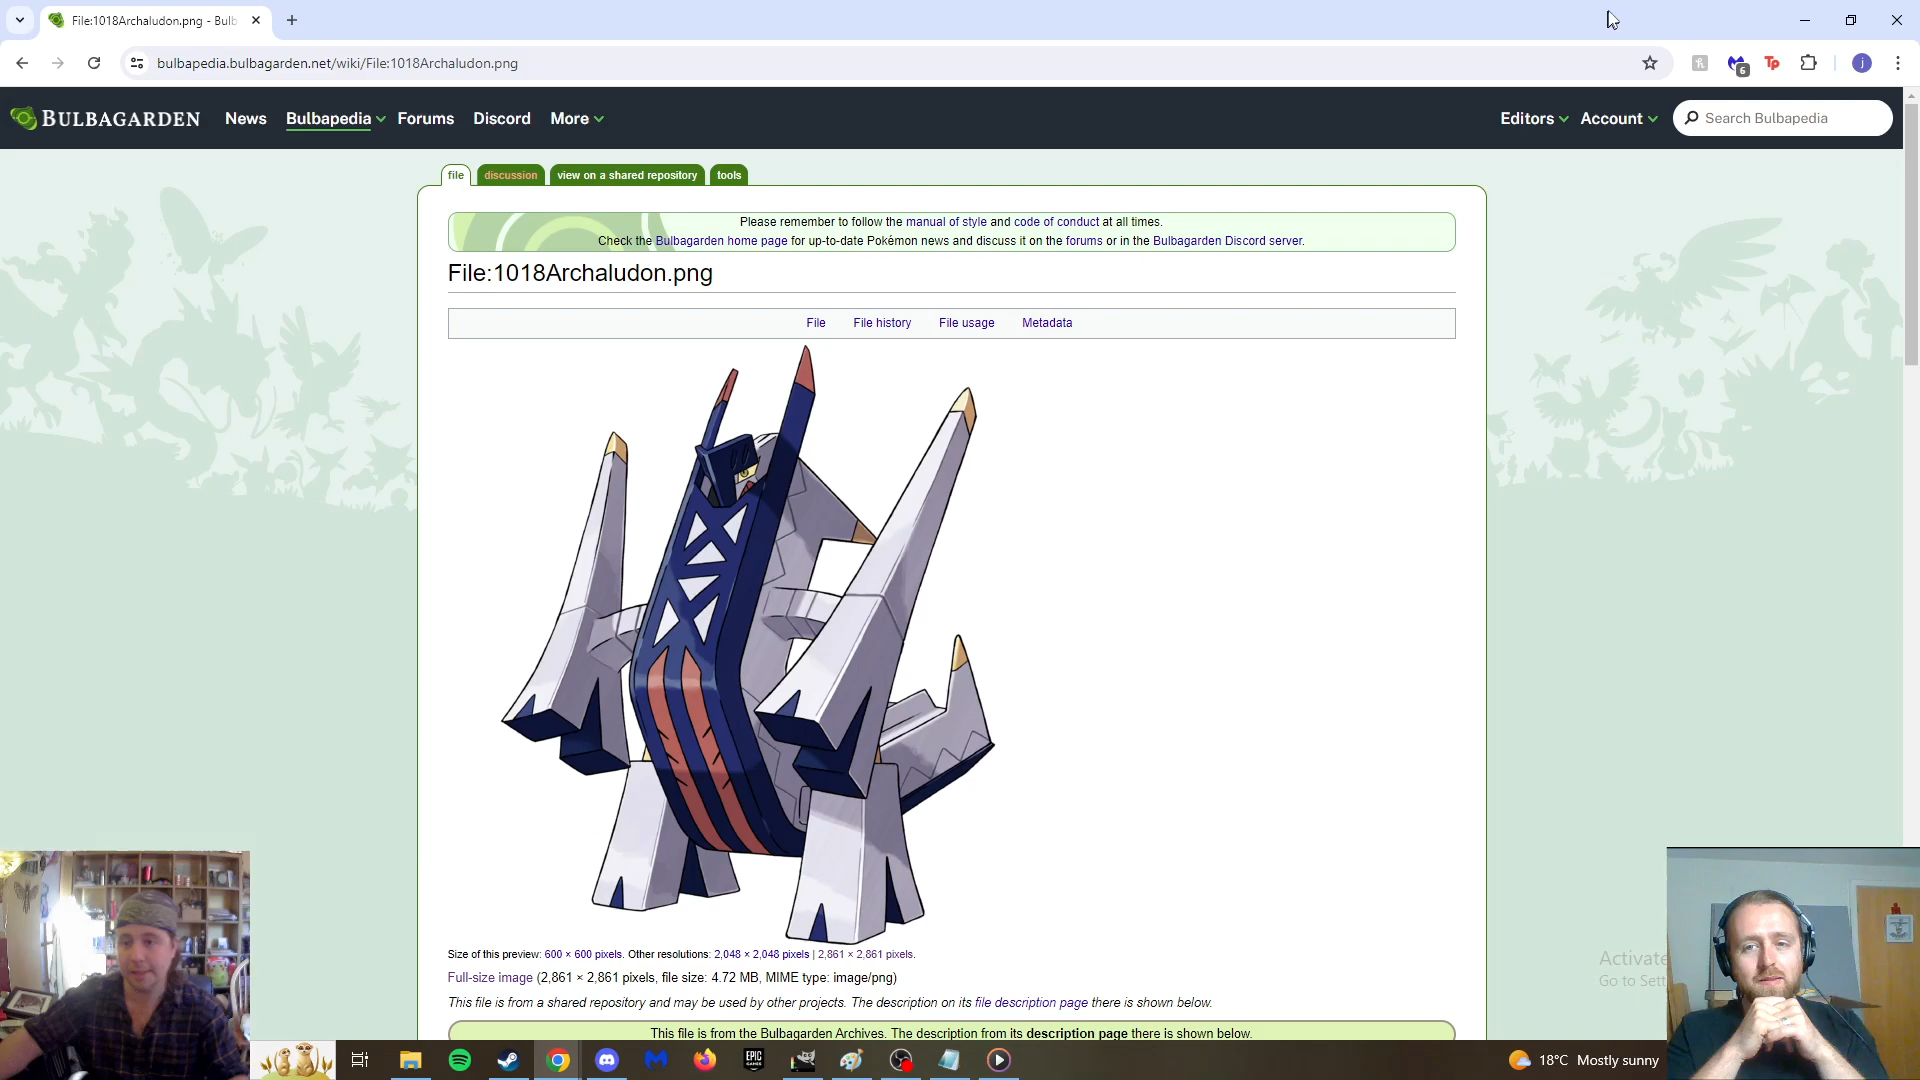 File:1018Archaludon.png - Bulb
bulbapedia.bulbagarden.net/wiki/File:1018Archaludon.png
6
Tp
j
BULBAGARDEN
News
Bulbapedia
Forums
Discord
More
Editors
Account
Search Bulbapedia
file
discussion
view on a shared repository
tools
Please remember to follow the manual of style and code of conduct at all times.
Check the Bulbagarden home page for up-to-date Pokémon news and discuss it on the forums or in the Bulbagarden Discord server.
File:1018Archaludon.png
File
File history
File usage
Metadata
Size of this preview: 600 × 600 pixels. Other resolutions: 2,048 × 2,048 pixels | 2,861 × 2,861 pixels.
Full-size image (2,861 × 2,861 pixels, file size: 4.72 MB, MIME type: image/png)
This file is from a shared repository and may be used by other projects. The description on its file description page there is shown below.
This file is from the Bulbagarden Archives. The description from its description page there is shown below.
Activate
Go to Sett
EPIC
GAMES
18°C Mostly sunny